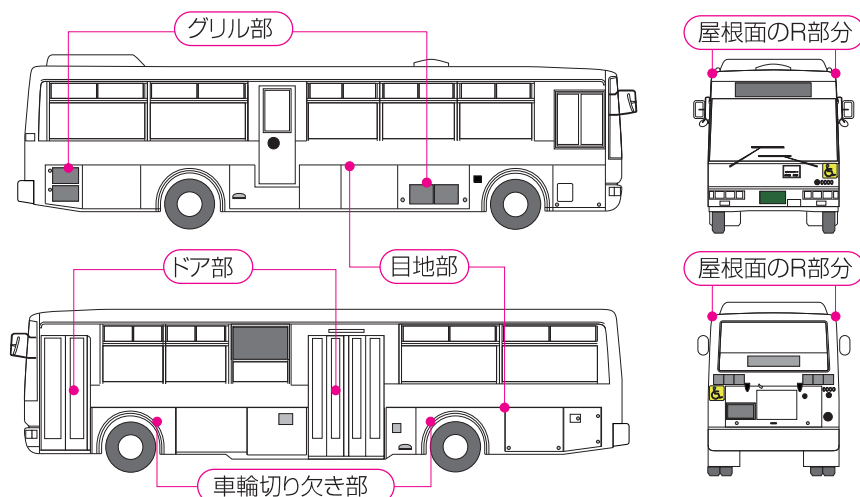 グリル部
屋根面のR部分
ドア部
目地部
屋根面のR部分
車輪切り欠き部